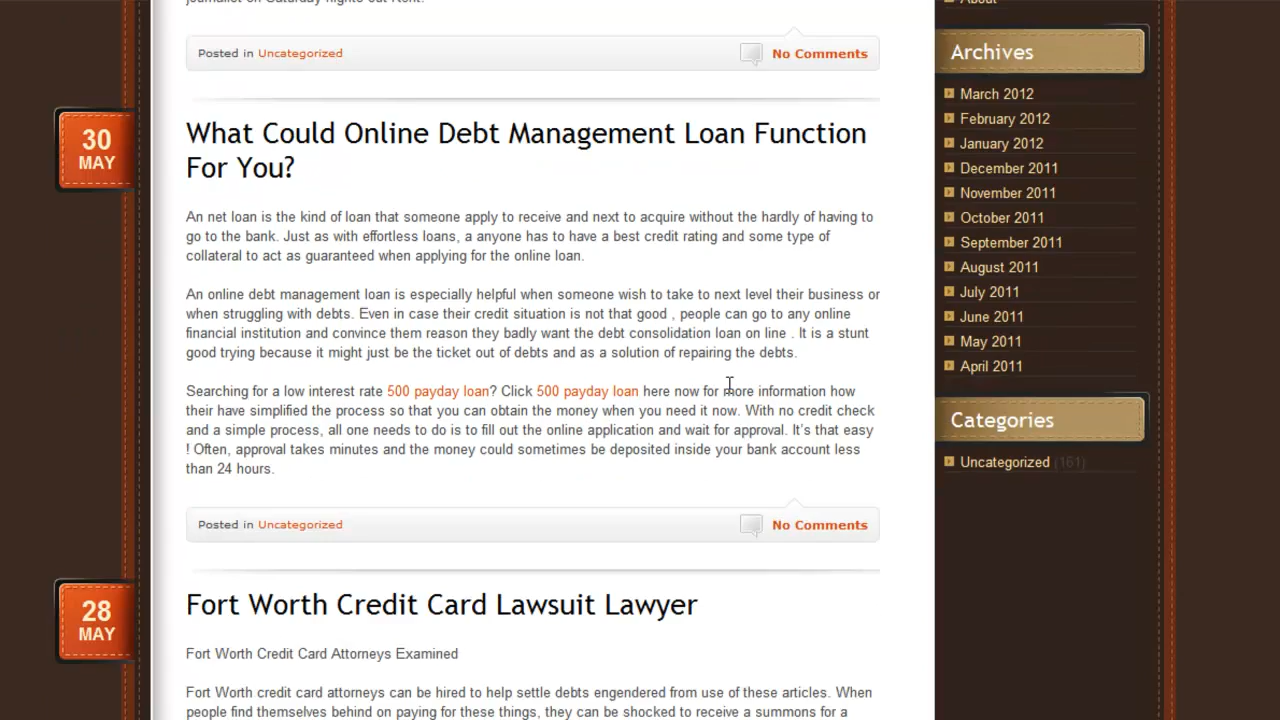 journalist on Saturday nights out Kent.
Posted in Uncategorized
No Comments
30
MAY
What Could Online Debt Management Loan Function
For You?
An net loan is the kind of loan that someone apply to receive and next to acquire without the hardly of having to
go to the bank. Just as with effortless loans, a anyone has to have a best credit rating and some type of
collateral to act as guaranteed when applying for the online loan.
An online debt management loan is especially helpful when someone wish to take to next level their business or
when struggling with debts. Even in case their credit situation is not that good , people can go to any online
financial institution and convince them reason they badly want the debt consolidation loan on line . It is a stunt
good trying because it might just be the ticket out of debts and as a solution of repairing the debts.
Searching for a low interest rate 500 payday loan? Click 500 payday loan here now for more information how
their have simplified the process so that you can obtain the money when you need it now. With no credit check
and a simple process, all one needs to do is to fill out the online application and wait for approval. It's that easy
! Often, approval takes minutes and the money could sometimes be deposited inside your bank account less
than 24 hours.
Posted in Uncategorized
No Comments
28
MAY
Fort Worth Credit Card Lawsuit Lawyer
Fort Worth Credit Card Attorneys Examined
Fort Worth credit card attorneys can be hired to help settle debts engendered from use of these articles. When
people find themselves behind on paying for these things, they can be shocked to receive a summons for a
About
Archives
March 2012
February 2012
January 2012
December 2011
November 2011
October 2011
September 2011
August 2011
July 2011
June 2011
May 2011
April 2011
Categories
Uncategorized (161)